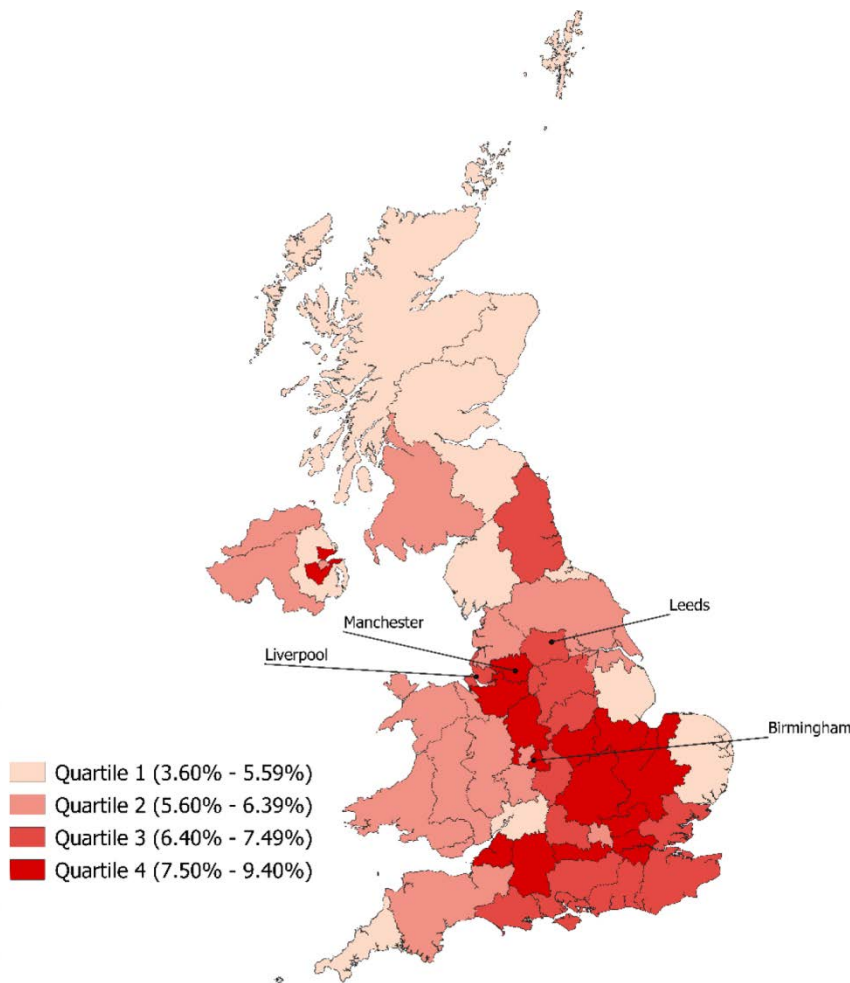 Leeds
Manchester
Liverpool
Birmingham
Quartile 1 (3.60% - 5.59%)
Quartile 2 (5.60% - 6.39%)
Quartile 3 (6.40% - 7.49%)
Quartile 4 (7.50% - 9.40%)